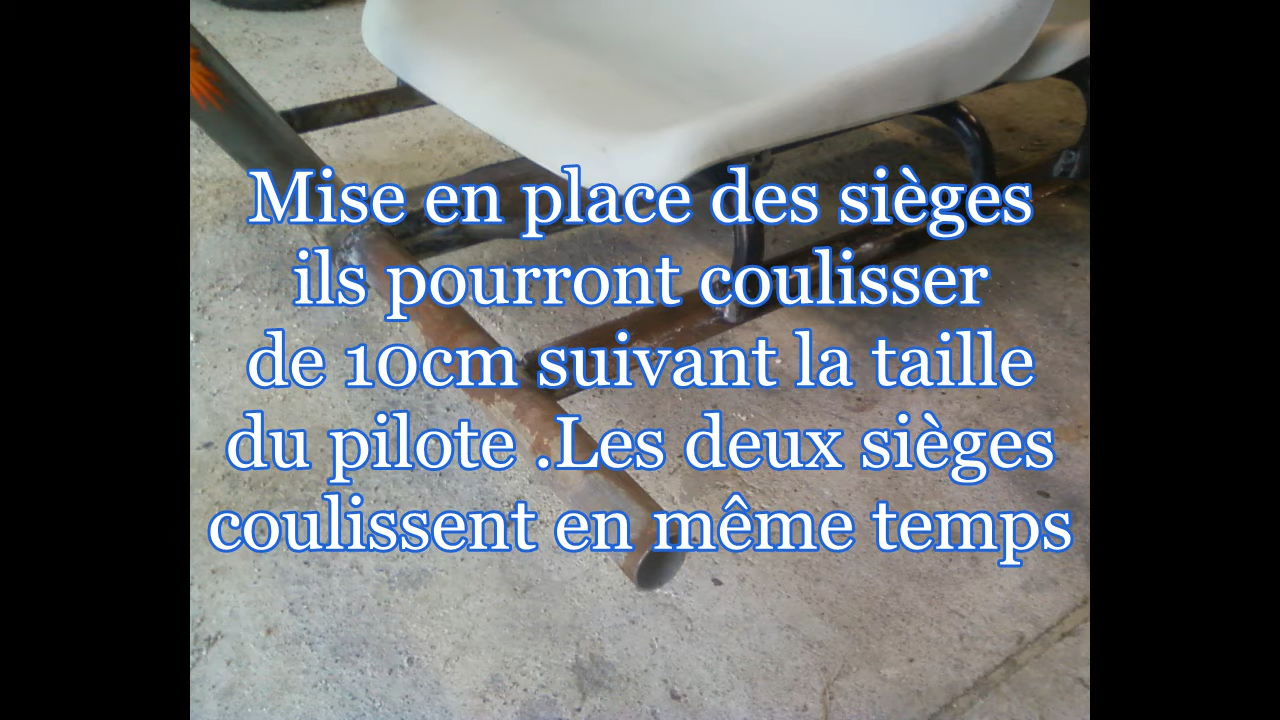 Mise en place des sièges
ils pourront coulisser
de 10cm suivant la taille
du pilote .Les deux sièges
coulissent en même temps